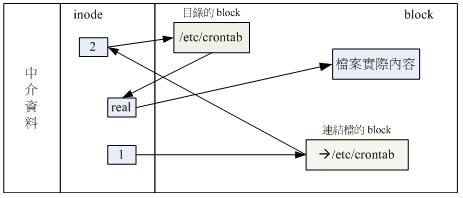 inode
目錄的 block
block
2
/etc/crontab
中介資料
檔案實際內容
real
連結檔的 block
1
→/etc/crontab